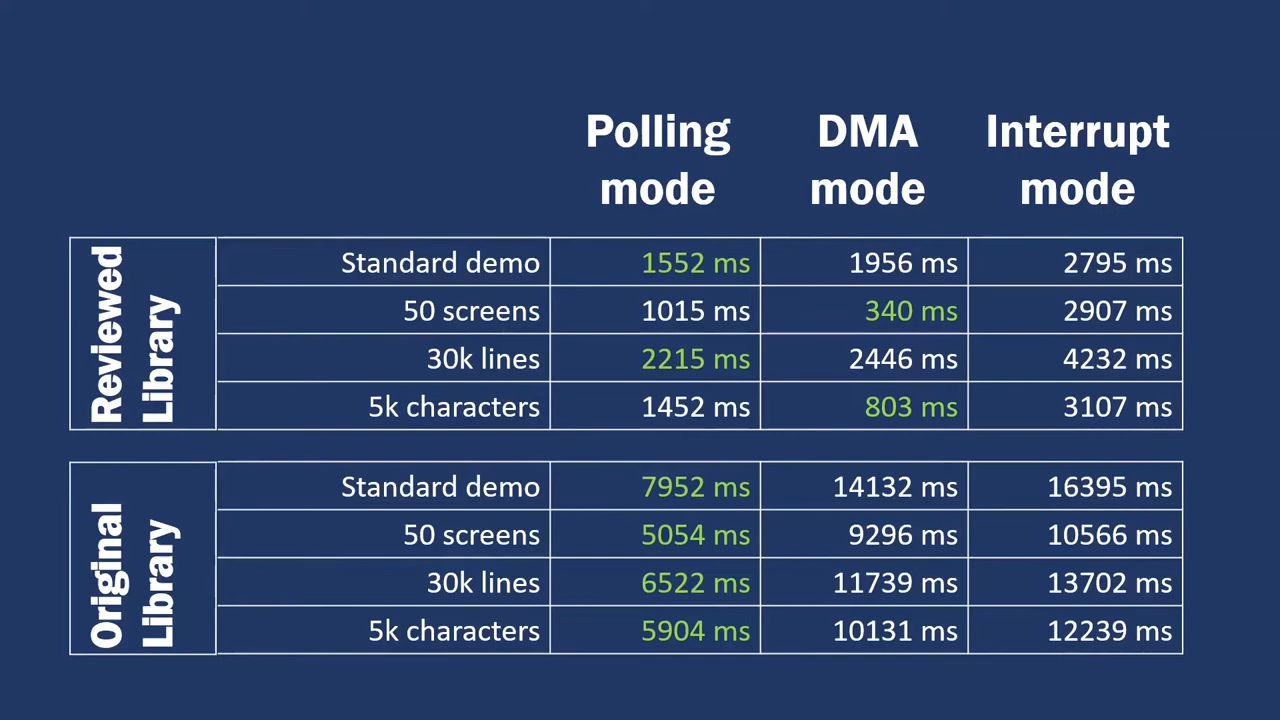 Polling mode DMA mode Interrupt mode
Reviewed Library
Standard demo 1552 ms 1956 ms 2795 ms
50 screens 1015 ms 340 ms 2907 ms
30k lines 2215 ms 2446 ms 4232 ms
5k characters 1452 ms 803 ms 3107 ms
Original Library
Standard demo 7952 ms 14132 ms 16395 ms
50 screens 5054 ms 9296 ms 10566 ms
30k lines 6522 ms 11739 ms 13702 ms
5k characters 5904 ms 10131 ms 12239 ms